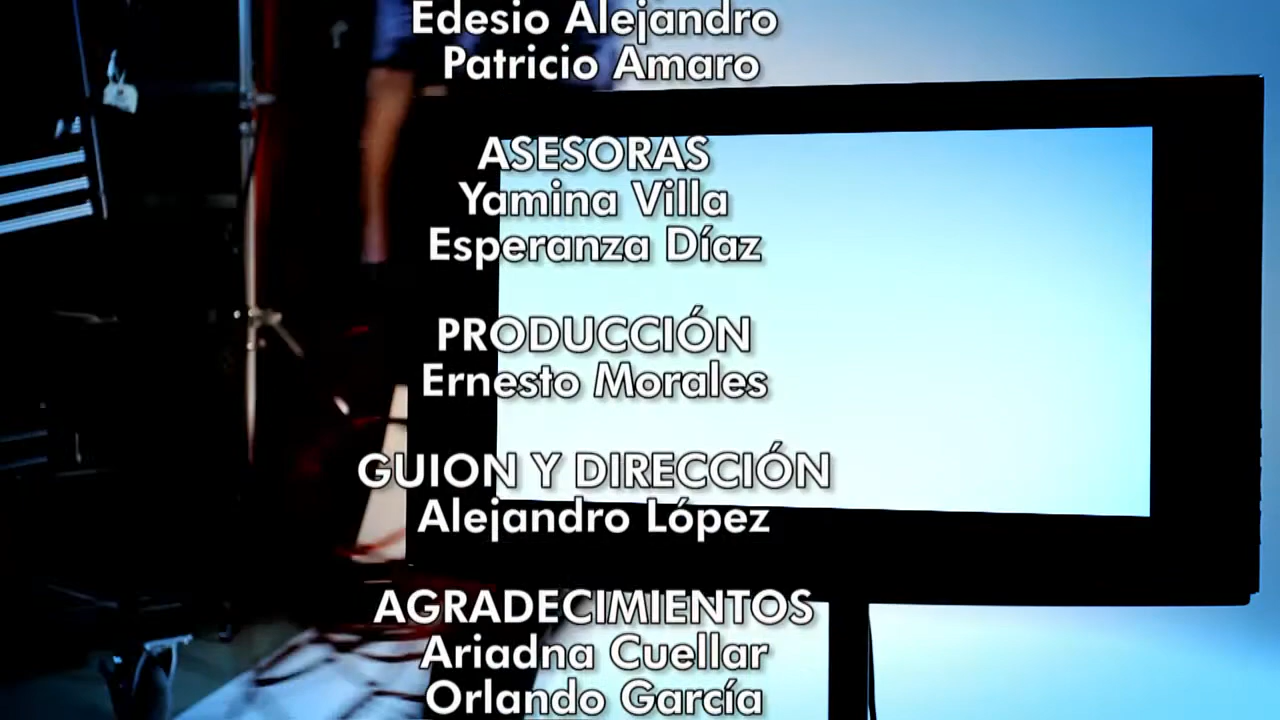 Edesio Alejandro
Patricio Amaro
ASESORAS
Yamina Villa
Esperanza Díaz
PRODUCCIÓN
Ernesto Morales
GUION Y DIRECCIÓN
Alejandro López
AGRADECIMIENTOS
Ariadna Cuellar
Orlando García